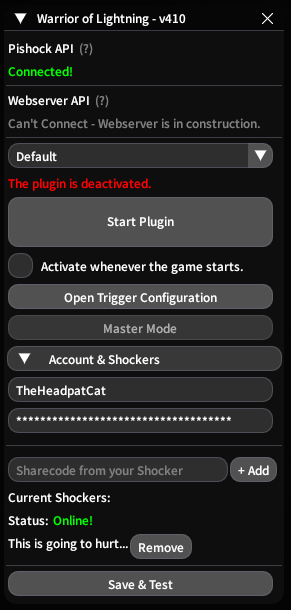 Warrior of Lightning - v410
Pishock API (?)
Connected!
Webserver API (?)
Can't Connect - Webserver is in construction.
Default
The plugin is deactivated.
Start Plugin
Activate whenever the game starts.
Open Trigger Configuration
Master Mode
Account & Shockers
TheHeadpatCat
************************************
Sharecode from your Shocker
+ Add
Current Shockers:
Status: Online!
This is going to hurt... Remove
Save & Test